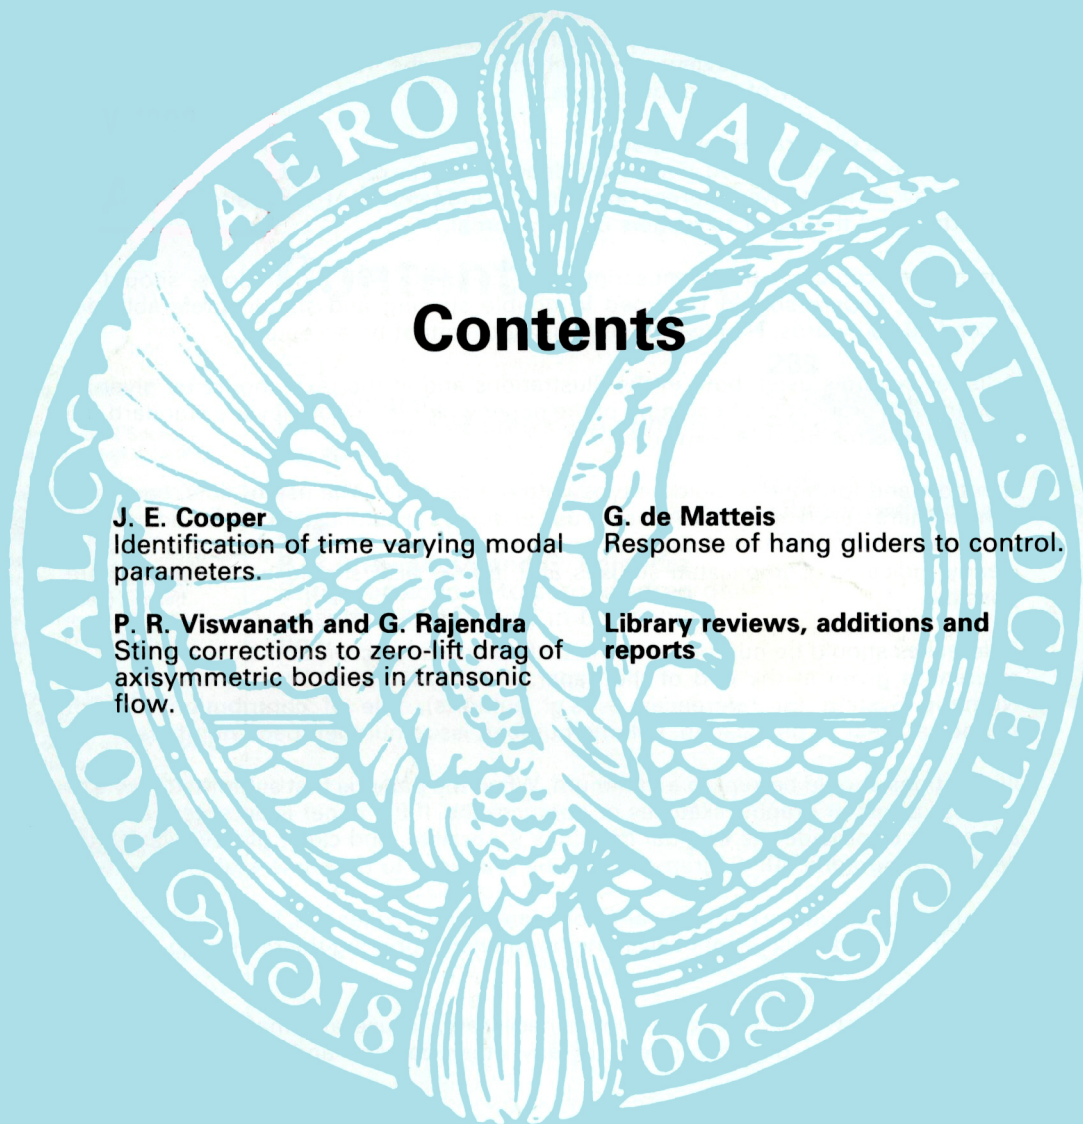 ROYAL AERONAUTICAL SOCIETY
1866
Contents
J. E. Cooper
Identification of time varying modal
parameters.
P. R. Viswanath and G. Rajendra
Sting corrections to zero-lift drag of
axisymmetric bodies in transonic
flow.
G. de Matteis
Response of hang gliders to control.
Library reviews, additions and
reports